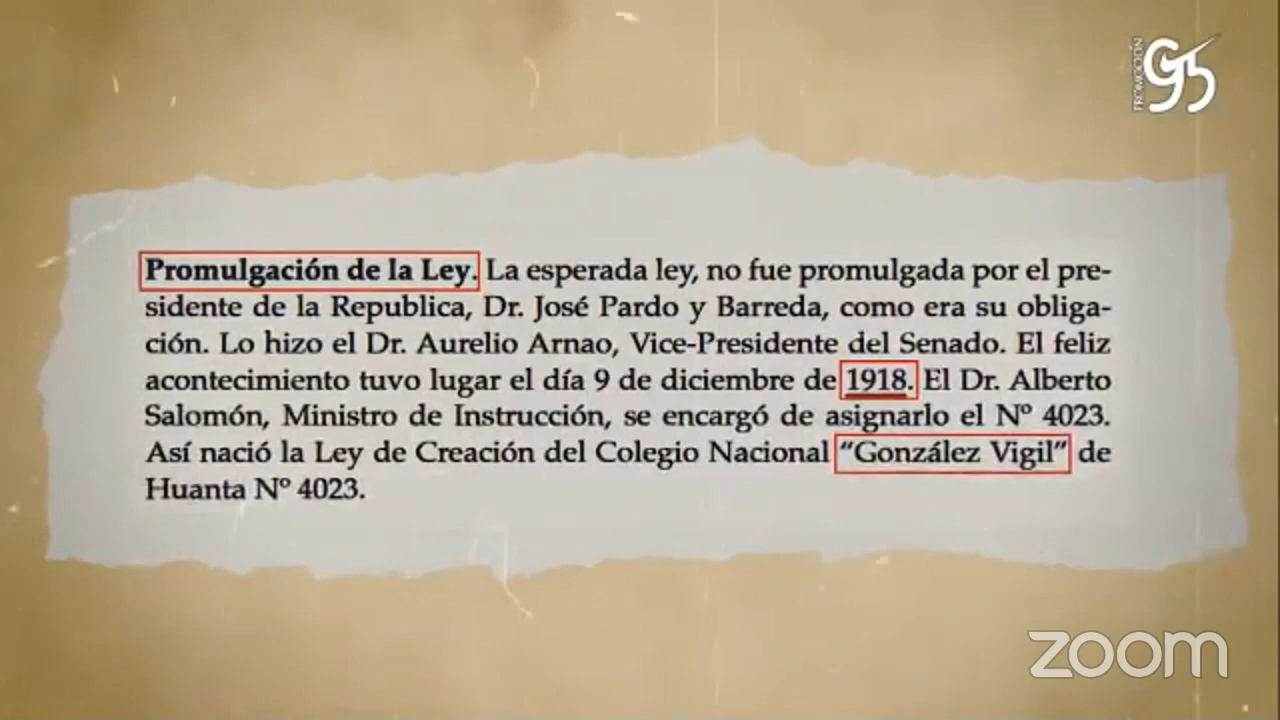 PROMOCIÓN
95
Promulgación de la Ley. La esperada ley, no fue promulgada por el pre-
sidente de la Republica, Dr. José Pardo y Barreda, como era su obliga-
ción. Lo hizo el Dr. Aurelio Arnao, Vice-Presidente del Senado. El feliz
acontecimiento tuvo lugar el día 9 de diciembre de 1918. El Dr. Alberto
Salomón, Ministro de Instrucción, se encargó de asignarlo el Nº 4023.
Así nació la Ley de Creación del Colegio Nacional “González Vigil” de
Huanta Nº 4023.
zoom